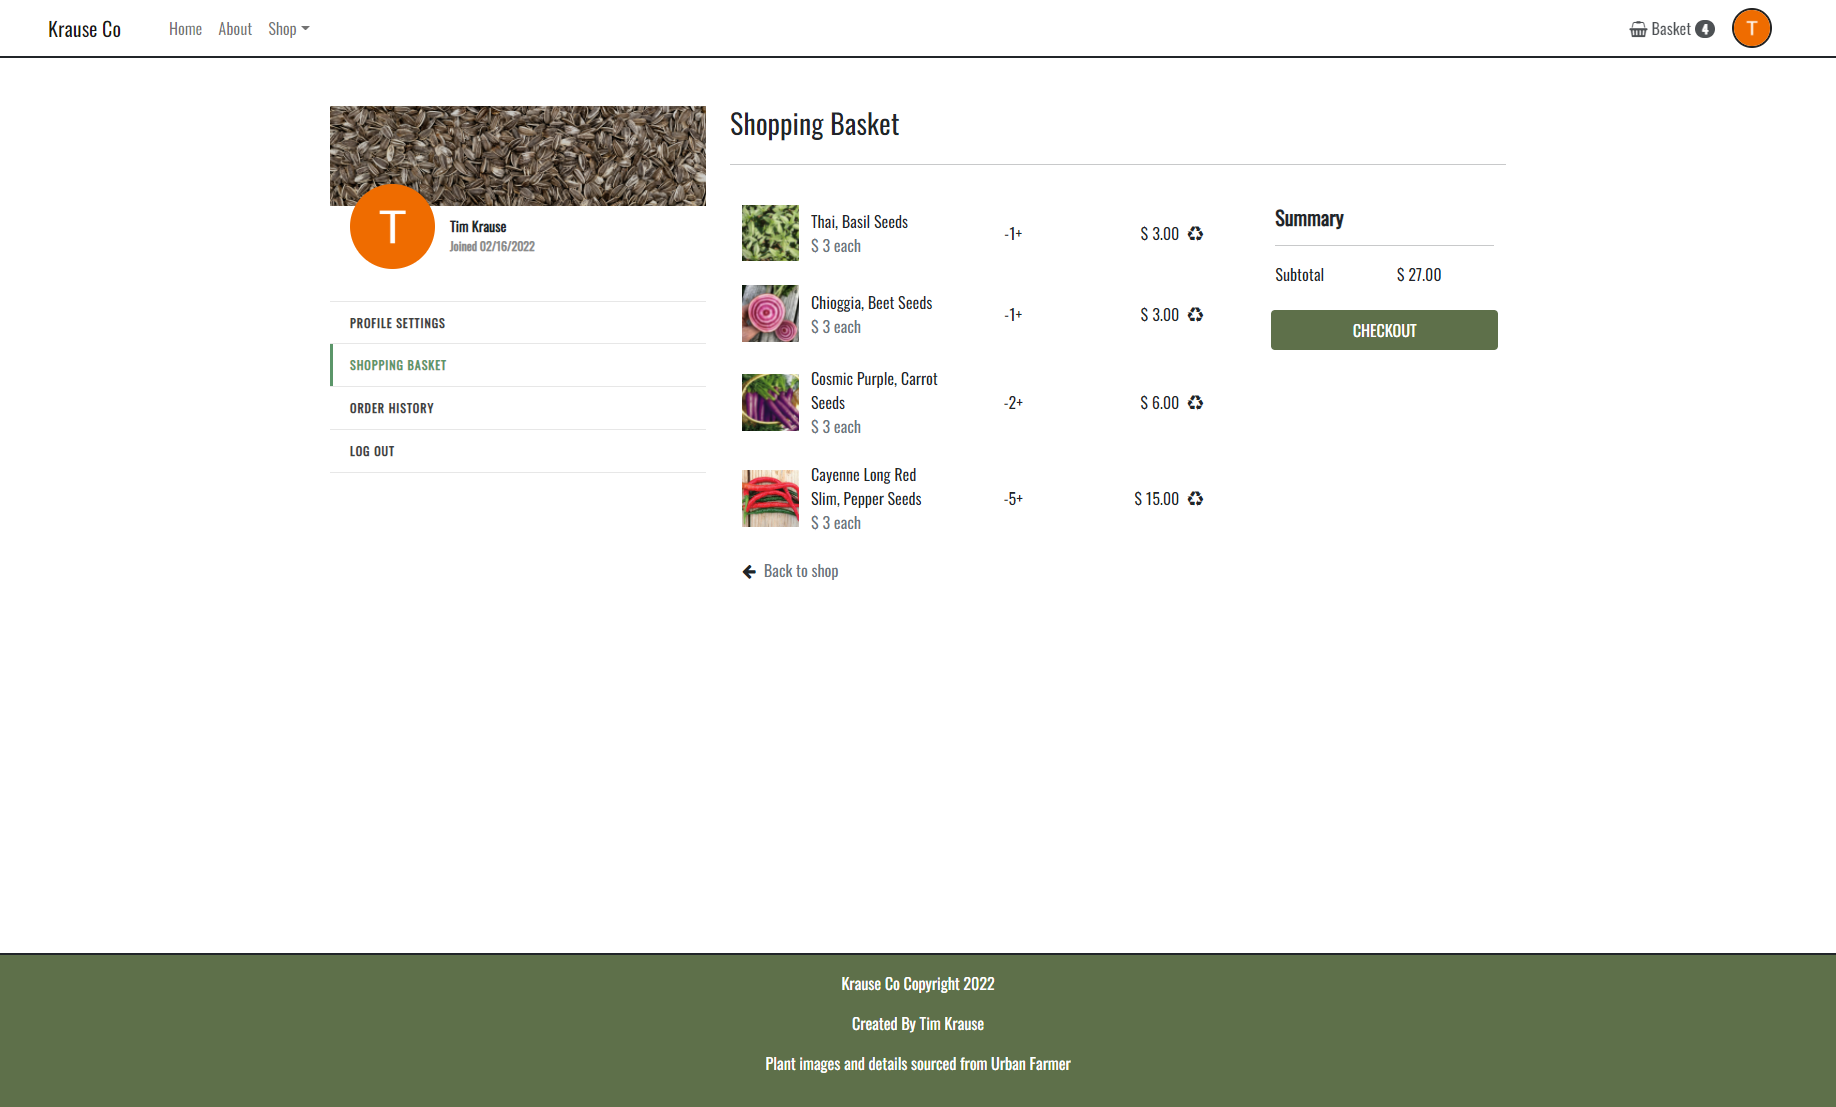 Krause Co Home About Shop Basket 4 T
T
Tim Krause
Joined 02/16/2022
PROFILE SETTINGS
SHOPPING BASKET
ORDER HISTORY
LOG OUT
Shopping Basket
Thai, Basil Seeds
$ 3 each
-1+
$ 3.00
Chioggia, Beet Seeds
$ 3 each
-1+
$ 3.00
Cosmic Purple, Carrot
Seeds
$ 3 each
-2+
$ 6.00
Cayenne Long Red
Slim, Pepper Seeds
$ 3 each
-5+
$ 15.00
Back to shop
Summary
Subtotal $ 27.00
CHECKOUT
Krause Co Copyright 2022
Created By Tim Krause
Plant images and details sourced from Urban Farmer